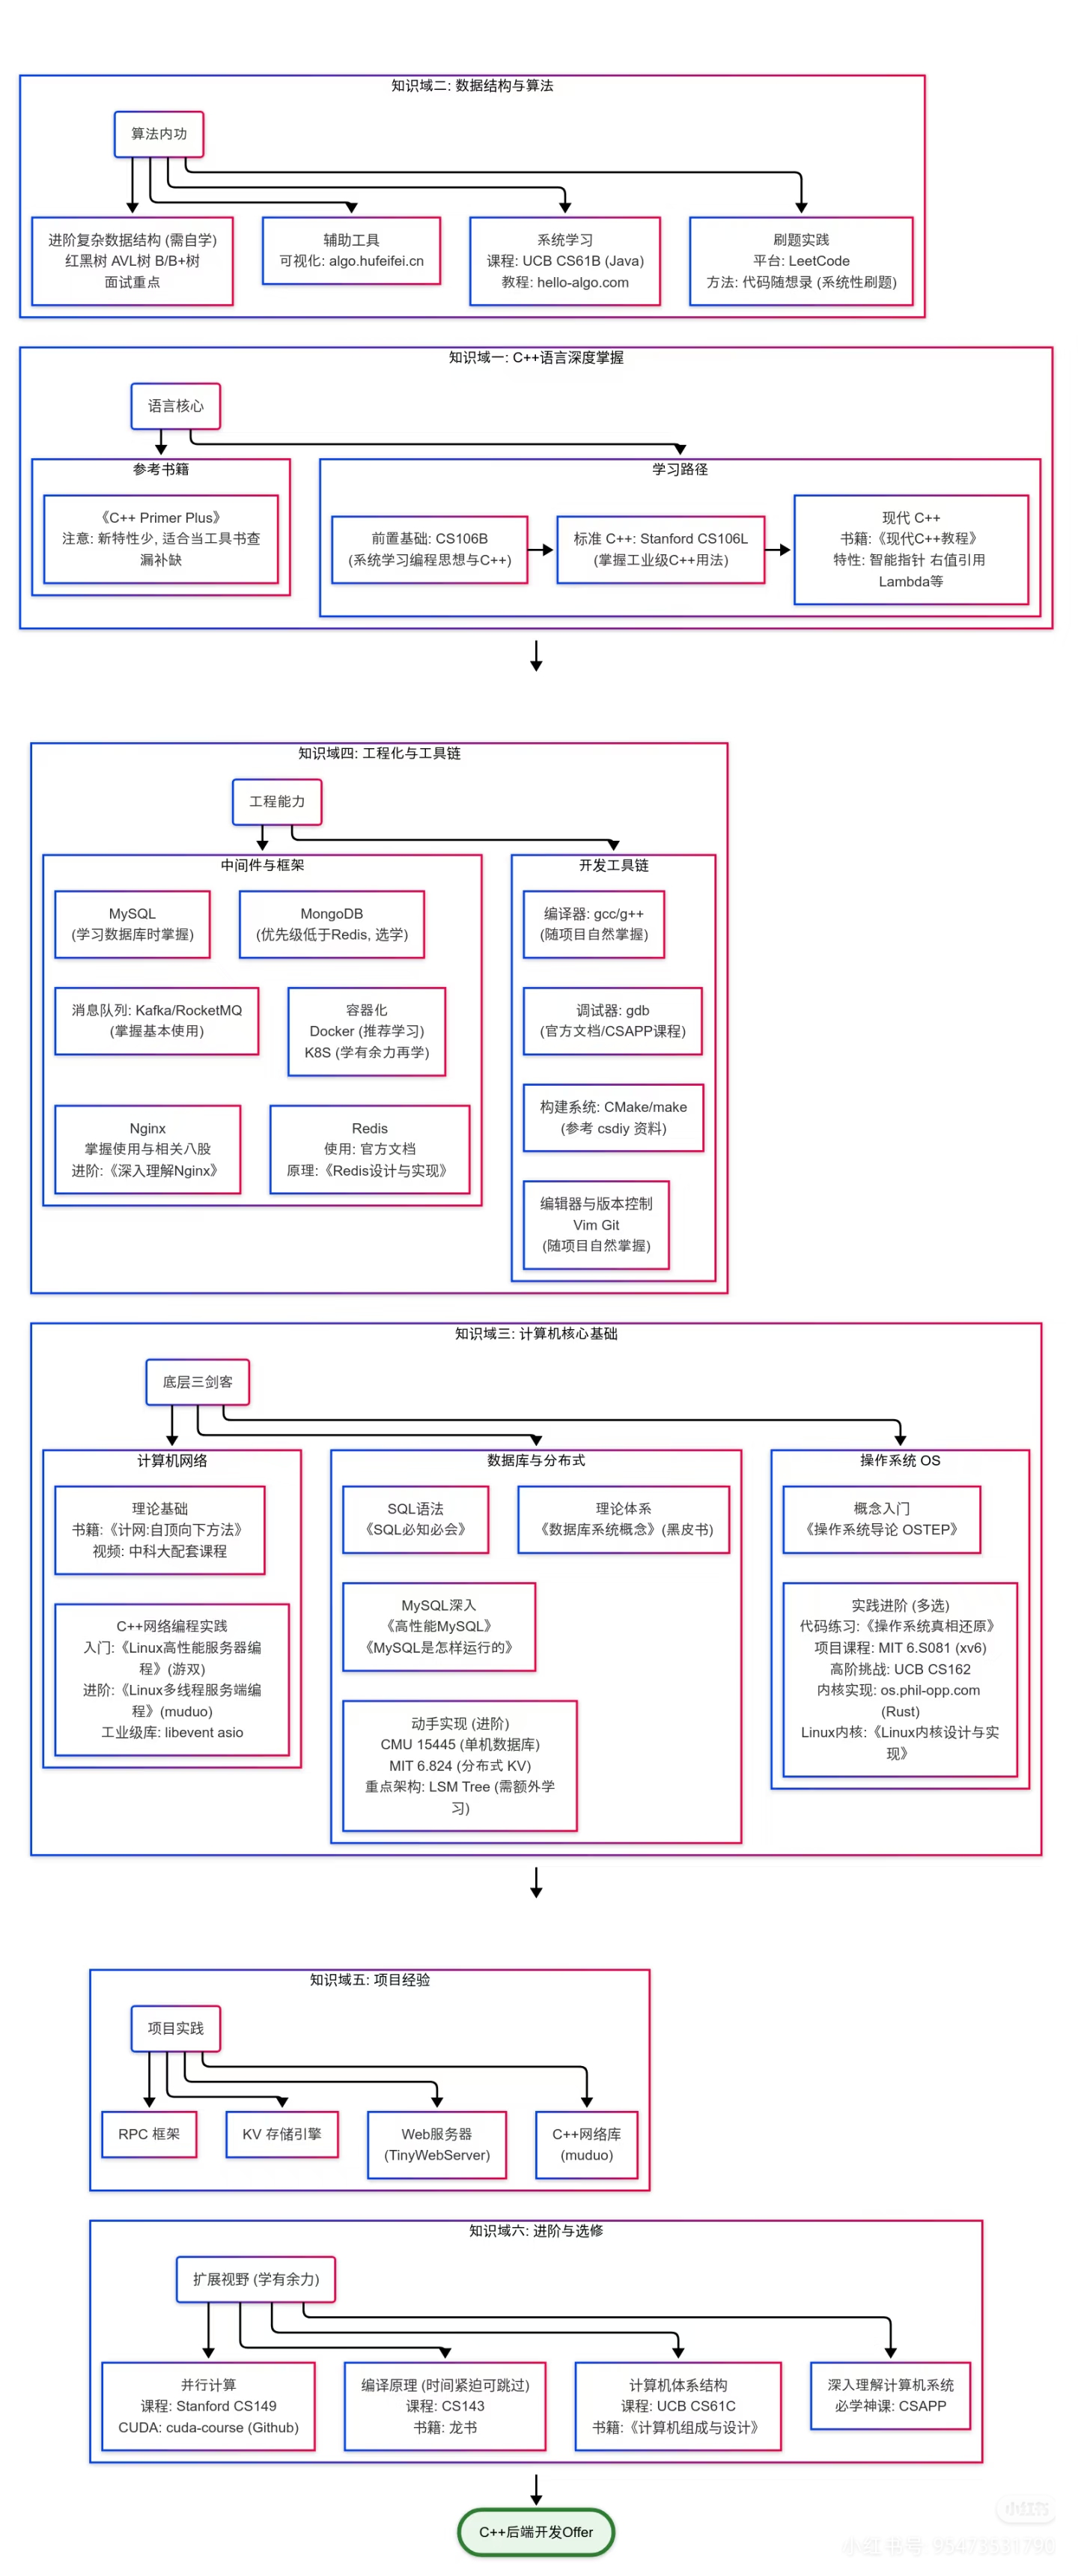 知识域二: 数据结构与算法
算法内功
进阶复杂数据结构 (需自学)
红黑树 AVL树 B/B+树
面试重点
辅助工具
可视化: algo.hufeifei.cn
系统学习
课程: UCB CS61B (Java)
教程: hello-algo.com
刷题实践
平台: LeetCode
方法: 代码随想录 (系统性刷题)
知识域一: C++语言深度掌握
语言核心
参考书籍
《C++ Primer Plus》
注意: 新特性少, 适合当工具书查
漏补缺
学习路径
前置基础: CS106B
(系统学习编程思想与C++)
标准 C++: Stanford CS106L
(掌握工业级C++用法)
现代 C++
书籍:《现代C++教程》
特性: 智能指针 右值引用
Lambda等
知识域四: 工程化与工具链
工程能力
中间件与框架
MySQL
(学习数据库时掌握)
MongoDB
(优先级低于Redis, 选学)
消息队列: Kafka/RocketMQ
(掌握基本使用)
容器化
Docker (推荐学习)
K8S (学有余力再学)
Nginx
掌握使用与相关八股
进阶:《深入理解Nginx》
Redis
使用: 官方文档
原理:《Redis设计与实现》
开发工具链
编译器: gcc/g++
(随项目自然掌握)
调试器: gdb
(官方文档/CSAPP课程)
构建系统: CMake/make
(参考 csdiy 资料)
编辑器与版本控制
Vim Git
(随项目自然掌握)
知识域三: 计算机核心基础
底层三剑客
计算机网络
理论基础
书籍:《计网:自顶向下方法》
视频: 中科大配套课程
C++网络编程实践
入门:《Linux高性能服务器编
程》(游双)
进阶:《Linux多线程服务端编
程》(muduo)
工业级库: libevent asio
数据库与分布式
SQL语法
《SQL必知必会》
理论体系
《数据库系统概念》(黑皮书)
MySQL深入
《高性能MySQL》
《MySQL是怎样运行的》
动手实现 (进阶)
CMU 15445 (单机数据库)
MIT 6.824 (分布式 KV)
重点架构: LSM Tree (需额外学
习)
操作系统 OS
概念入门
《操作系统导论 OSTEP》
实践进阶 (多选)
代码练习:《操作系统真相还原》
项目课程: MIT 6.S081 (xv6)
高阶挑战: UCB CS162
内核实现: os.phil-opp.com
(Rust)
Linux内核:《Linux内核设计与实
现》
知识域五: 项目经验
项目实践
RPC 框架
KV 存储引擎
Web服务器
(TinyWebServer)
C++网络库
(muduo)
知识域六: 进阶与选修
扩展视野 (学有余力)
并行计算
课程: Stanford CS149
CUDA: cuda-course (Github)
编译原理 (时间紧迫可跳过)
课程: CS143
书籍: 龙书
计算机体系结构
课程: UCB CS61C
书籍:《计算机组成与设计》
深入理解计算机系统
必学神课: CSAPP
C++后端开发Offer
小红书
小红书号: 95473531790